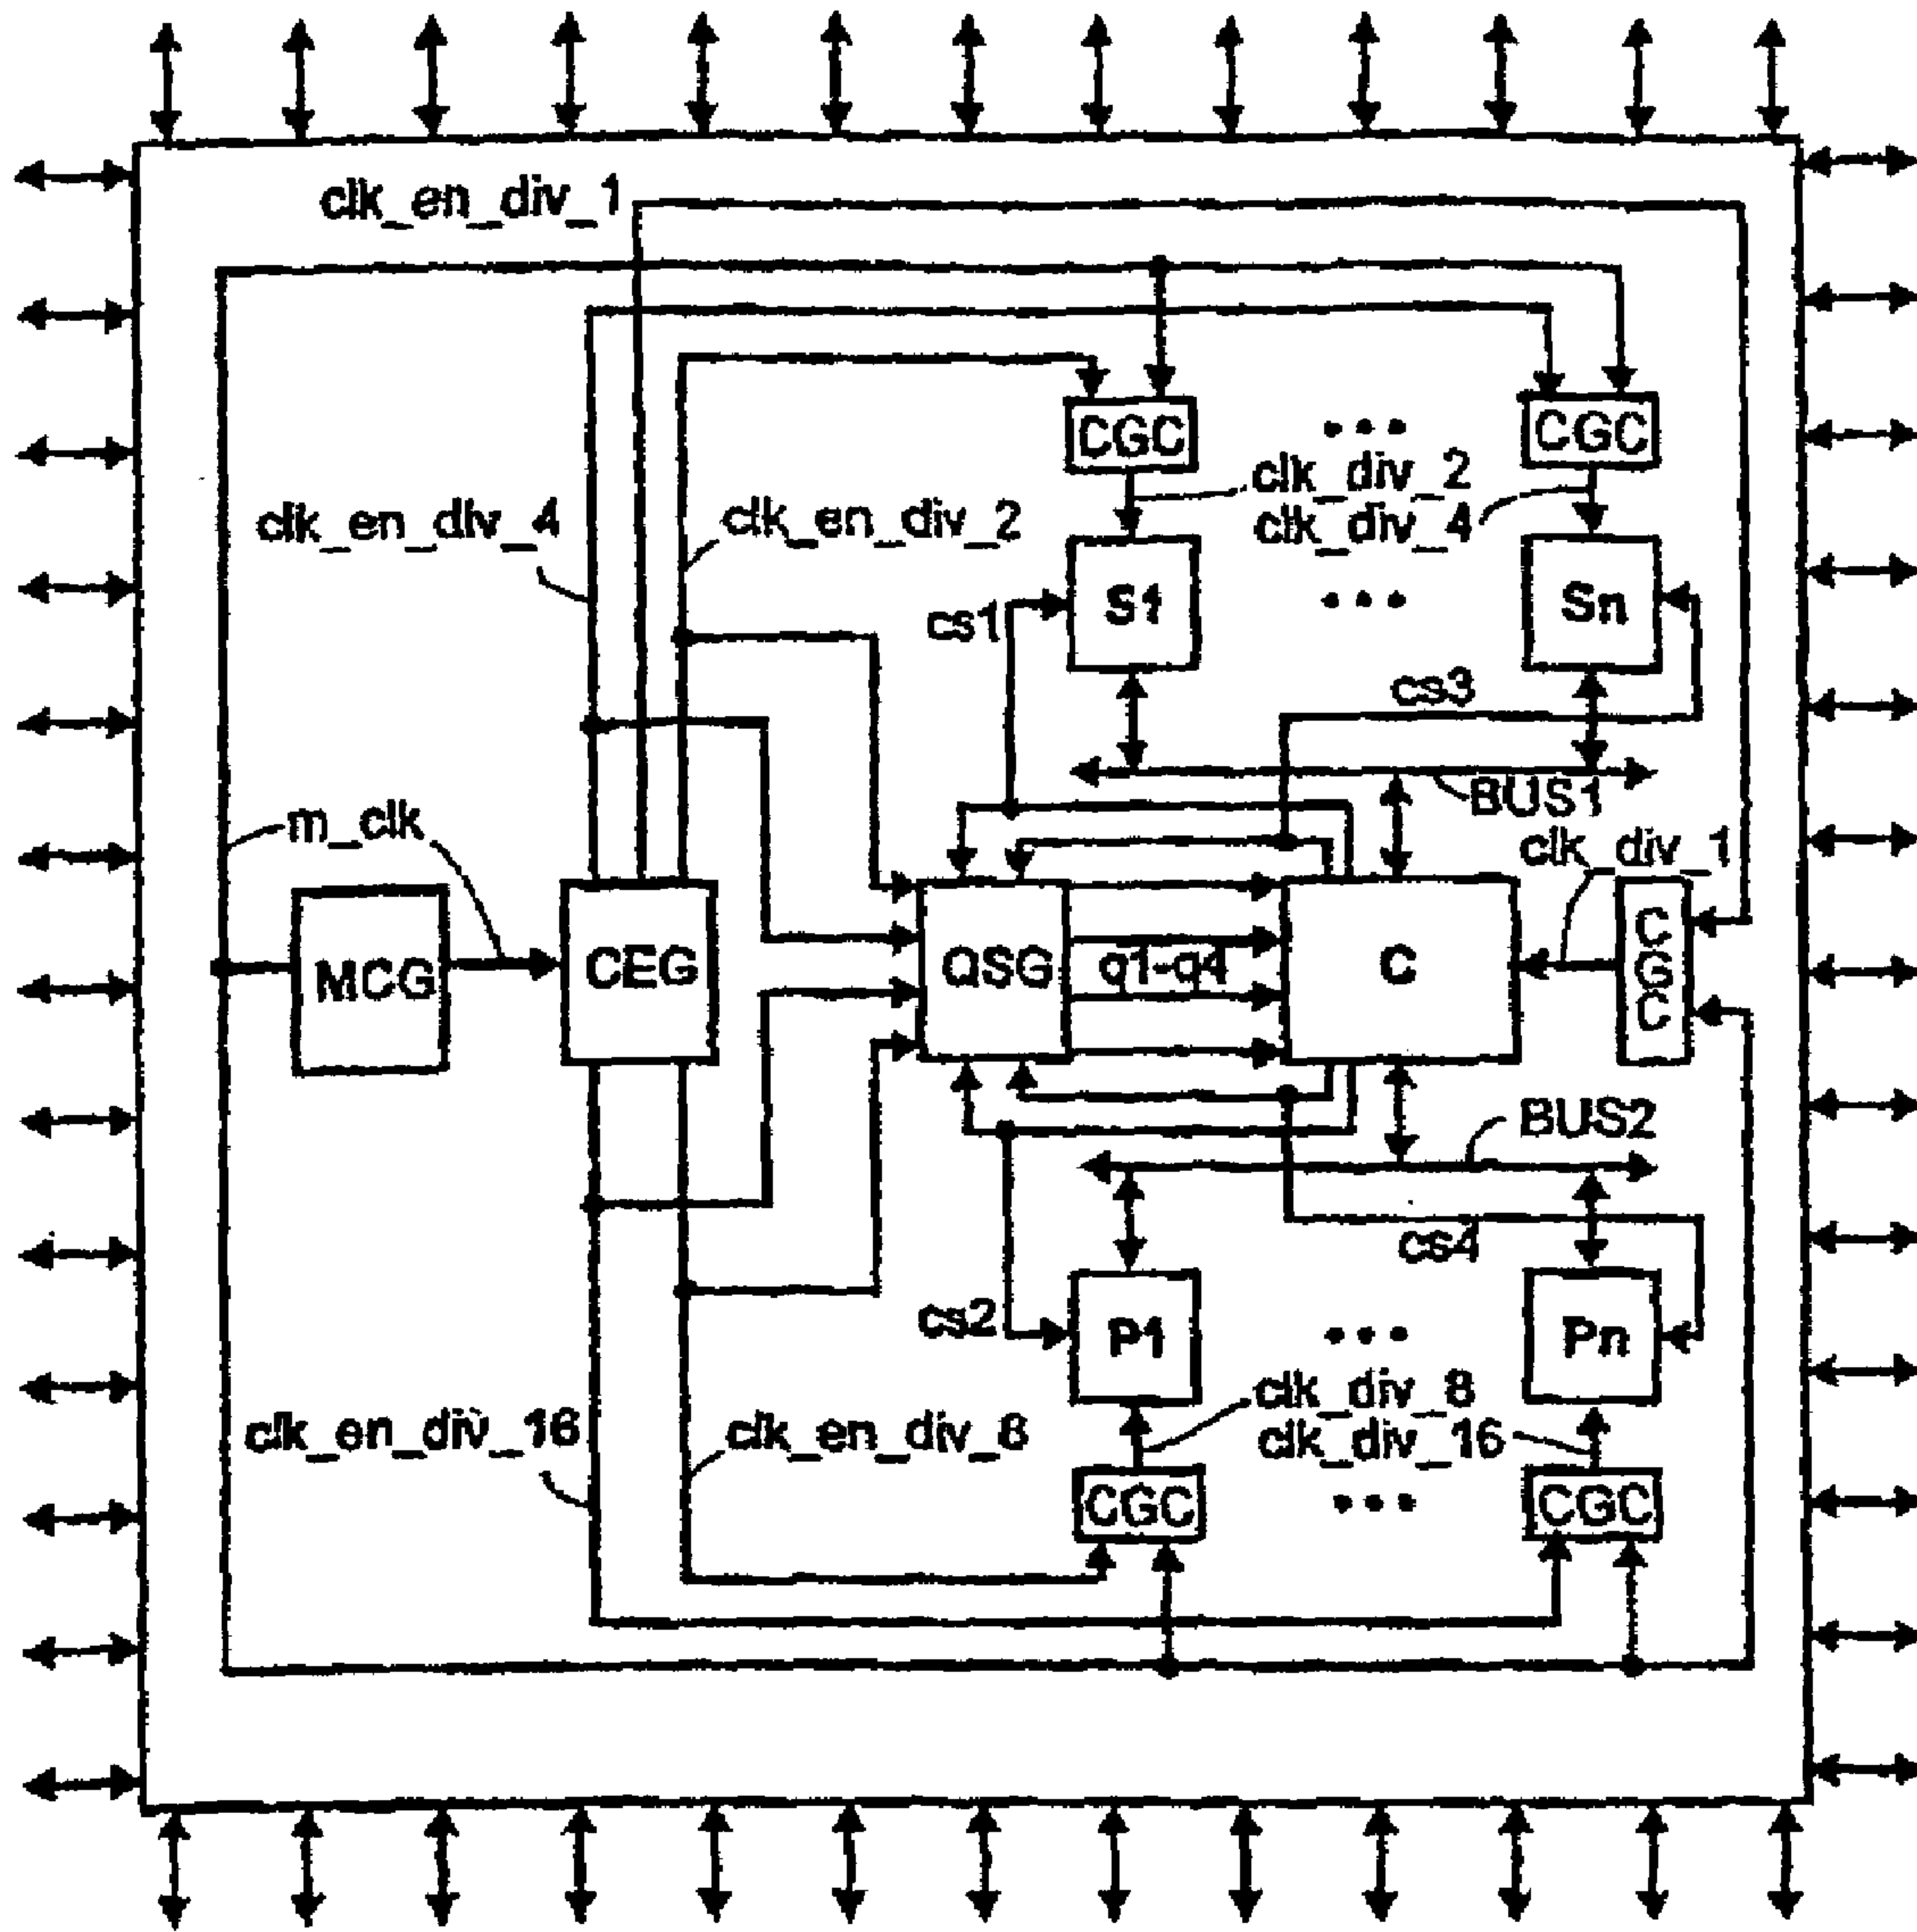 clk_en_div_1
CGC
CGC
clk_div_2
clk_div_4
clk_en_div_4
clk_en_div_2
S1
Sn
cs1
cs3
BUS1
m_clk
clk_div_1
MCG
CEG
QSG
q1-q4
C
CGC
BUS2
cs4
cs2
P1
Pn
clk_div_8
clk_div_16
clk_en_div_16
clk_en_div_8
CGC
CGC